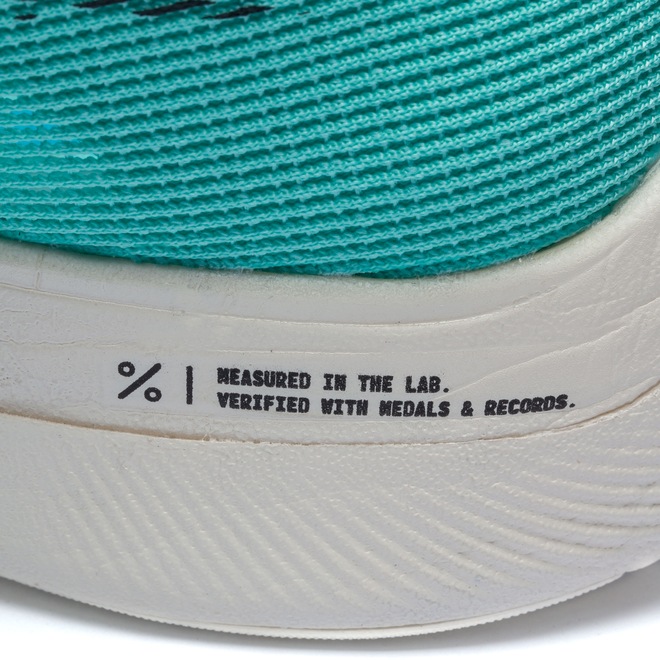 % | MEASURED IN THE LAB.
VERIFIED WITH MEDALS & RECORDS.